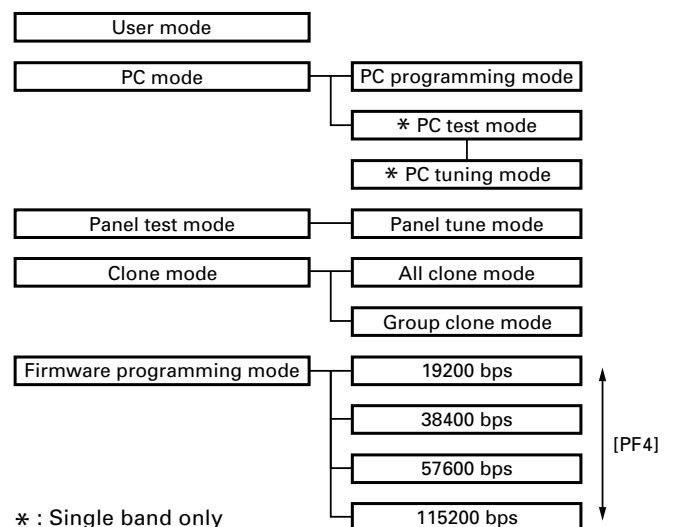 User mode
PC mode
PC programming mode
* PC test mode
* PC tuning mode
Panel test mode
Panel tune mode
Clone mode
All clone mode
Group clone mode
Firmware programming mode
19200 bps
38400 bps
[PF4]
57600 bps
115200 bps
* : Single band only